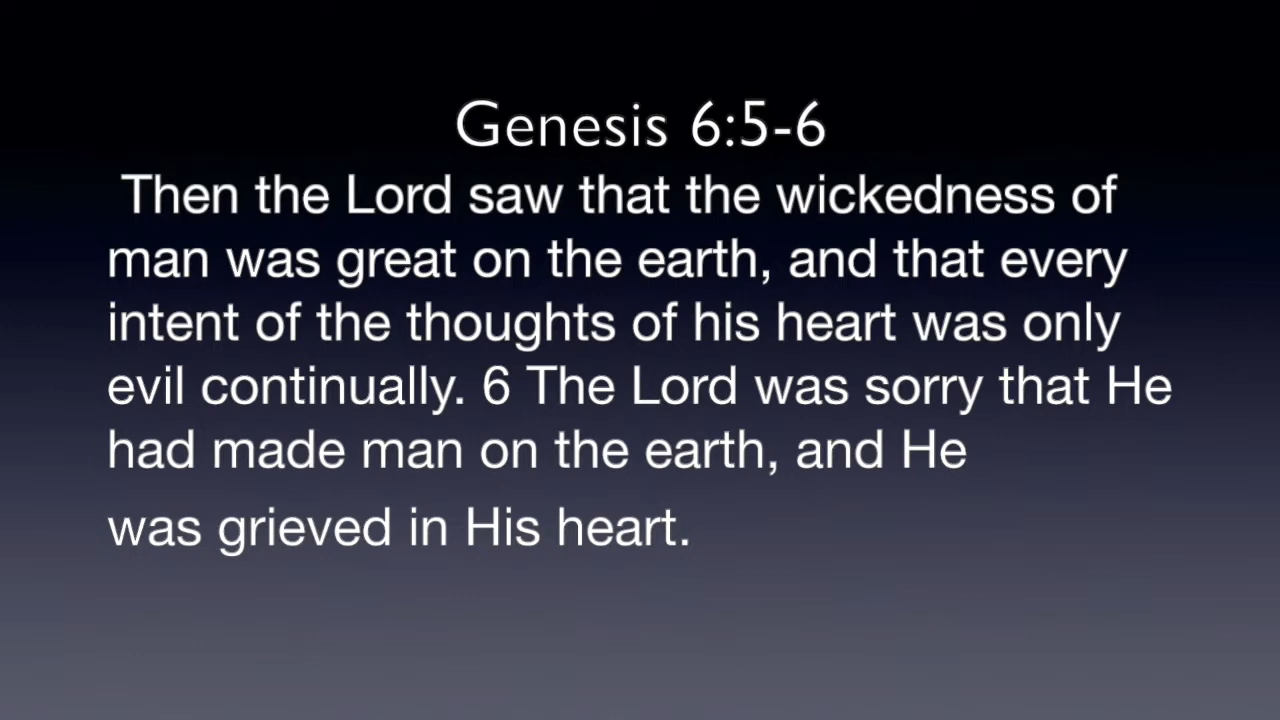 Genesis 6:5-6
Then the Lord saw that the wickedness of
man was great on the earth, and that every
intent of the thoughts of his heart was only
evil continually. 6 The Lord was sorry that He
had made man on the earth, and He
was grieved in His heart.